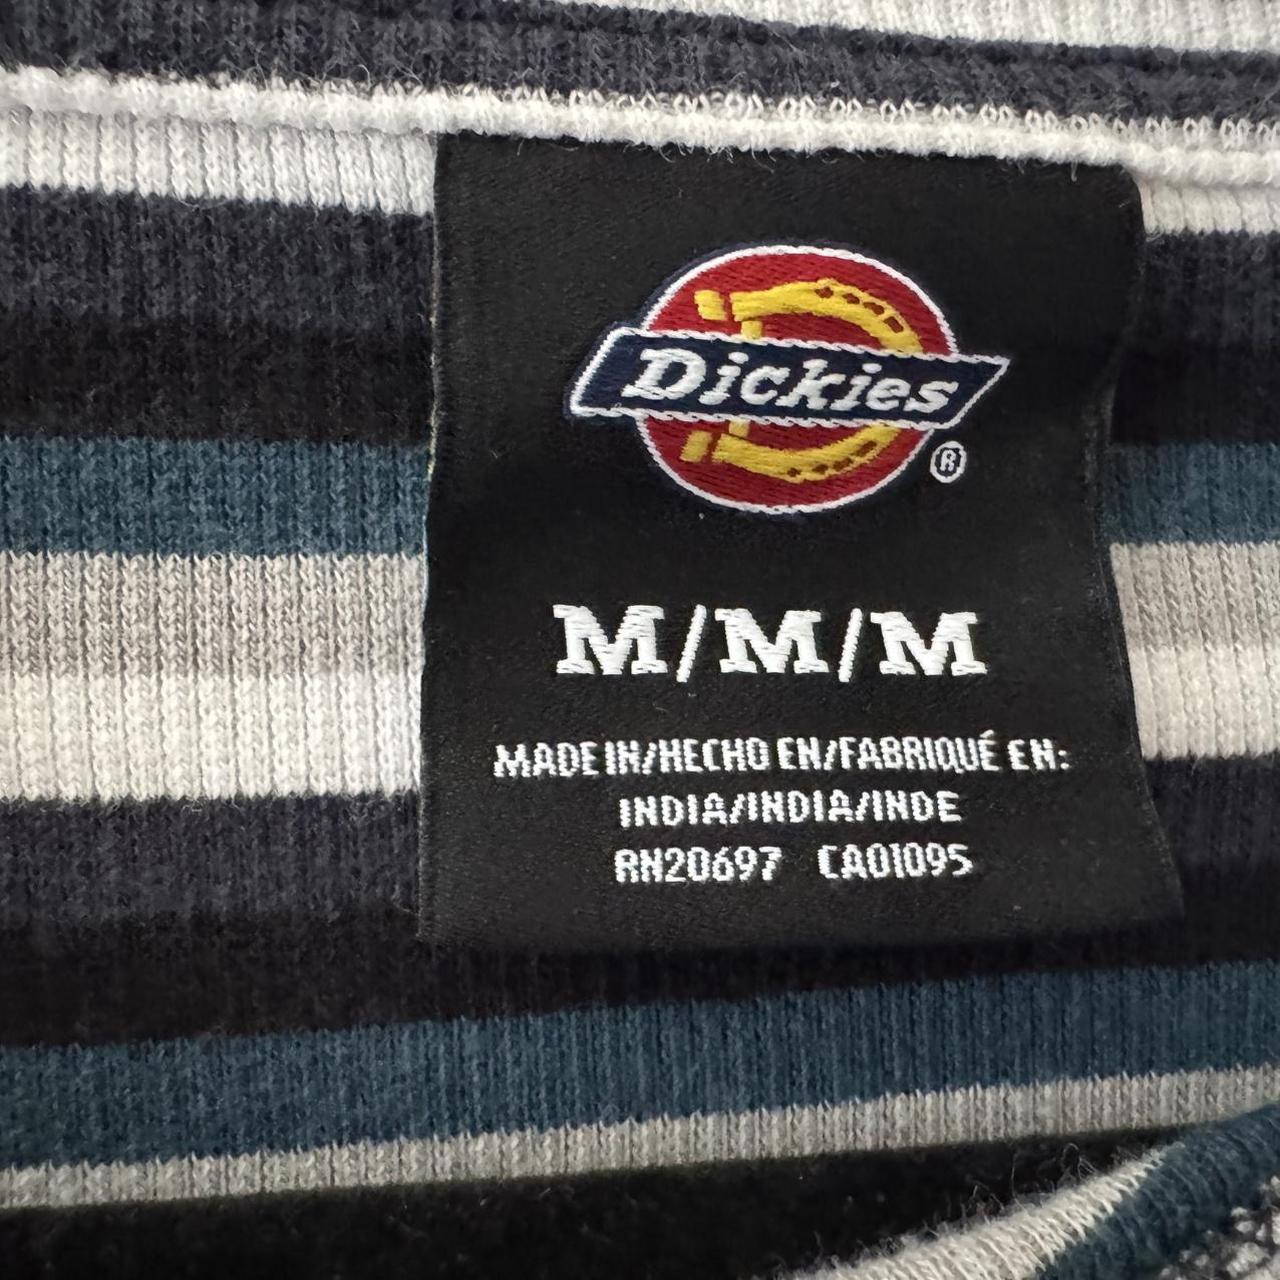 Dickies
®
M/M/M
MADE IN/HECHO EN/FABRIQUÉ EN:
INDIA/INDIA/INDE
RN20697 CA01095